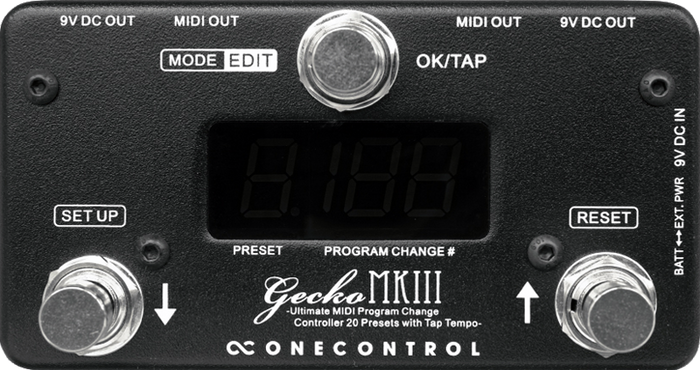 9V DC OUT
MIDI OUT
MIDI OUT
9V DC OUT
MODE EDIT
OK/TAP
BATT↔EXT. PWR 9V DC IN
8.188
SET UP
RESET
PRESET
PROGRAM CHANGE #
Gecko MKIII
-Ultimate MIDI Program Change
Controller 20 Presets with Tap Tempo-
ONECONTROL